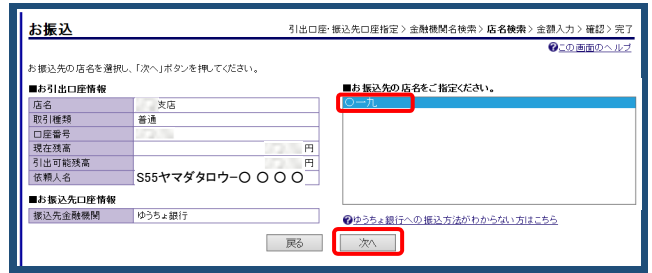 お振込
引出口座・振込先口座指定＞金融機関名検索＞店名検索＞金額入力＞確認＞完了
?この画面のヘルプ
お振込先の店名を選択し、「次へ」ボタンを押してください。
■お引出口座情報
店名 支店
取引種類 普通
口座番号
現在残高 円
引出可能残高 円
依頼人名 S55ヤマダタロウー〇〇〇〇
■お振込先口座情報
振込先金融機関 ゆうちょ銀行
■お振込先の店名をご指定ください。
〇一九
?ゆうちょ銀行への振込方法がわからない方はこちら
戻る 次へ